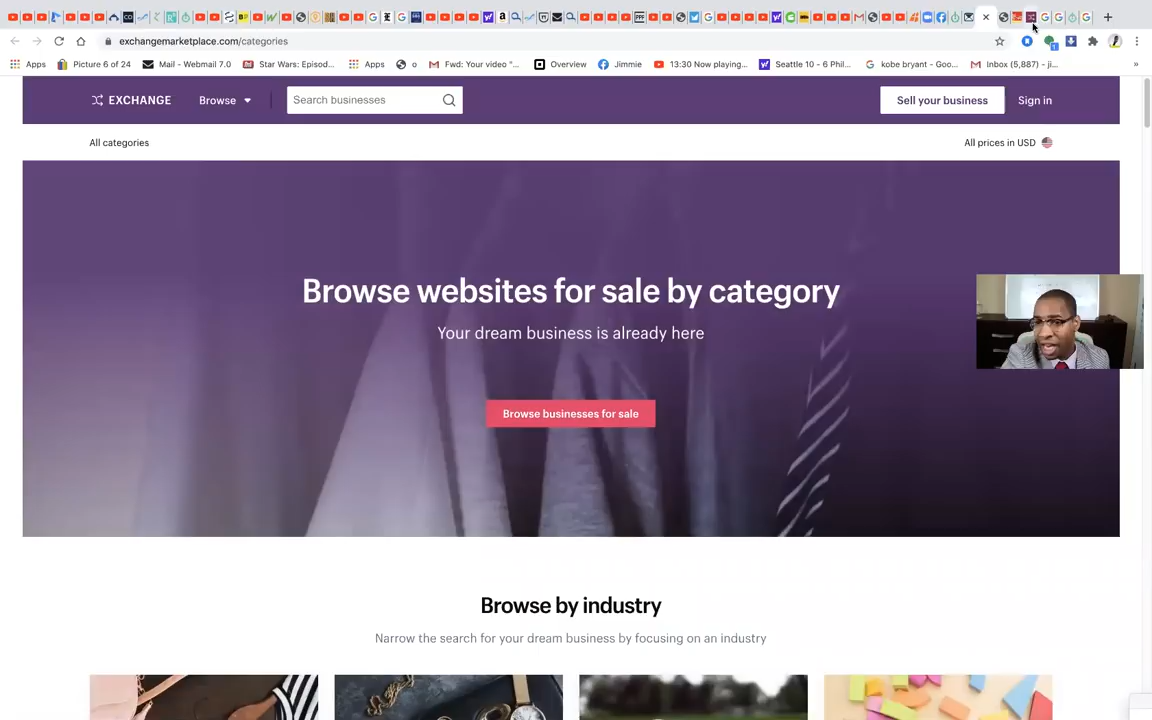 exchangemarketplace.com/categories
Apps
Picture 6 of 24
Mail - Webmail 7.0
Star Wars: Episod...
Apps
o
Fwd: Your video "...
Overview
Jimmie
13:30 Now playing...
Seattle 10 - 6 Phil...
kobe bryant - Goo...
Inbox (5,887) - ji...
»
EXCHANGE
Browse
Search businesses
Sell your business
Sign in
All categories
All prices in USD
Browse websites for sale by category
Your dream business is already here
Browse businesses for sale
Browse by industry
Narrow the search for your dream business by focusing on an industry